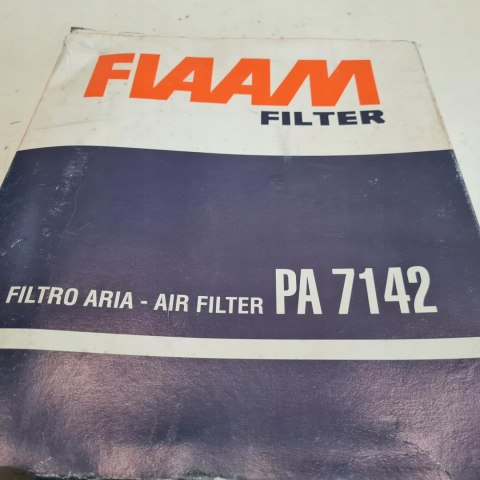 FIAAM
FILTER
FILTRO ARIA - AIR FILTER PA 7142